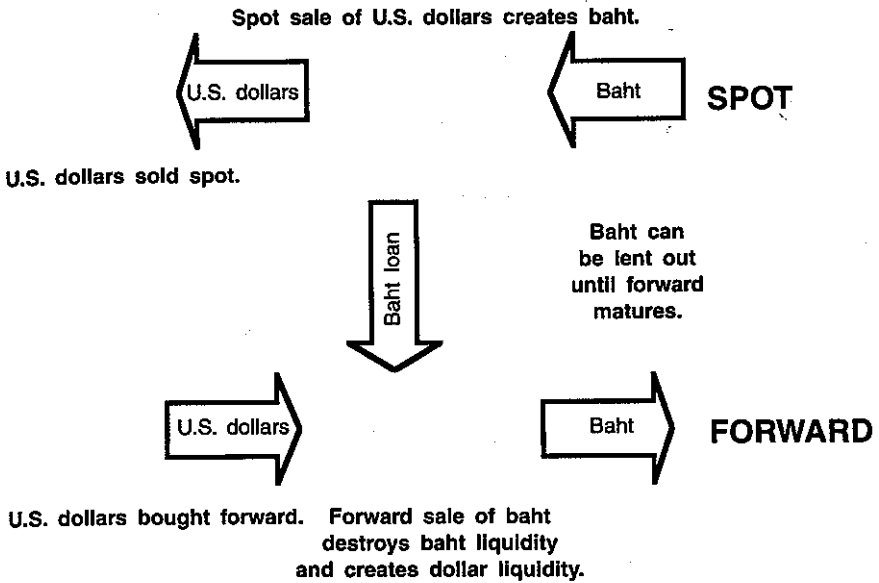 Spot sale of U.S. dollars creates baht.
U.S. dollars
Baht
SPOT
U.S. dollars sold spot.
Baht loan
Baht can
be lent out
until forward
matures.
U.S. dollars
Baht
FORWARD
U.S. dollars bought forward. Forward sale of baht
destroys baht liquidity
and creates dollar liquidity.